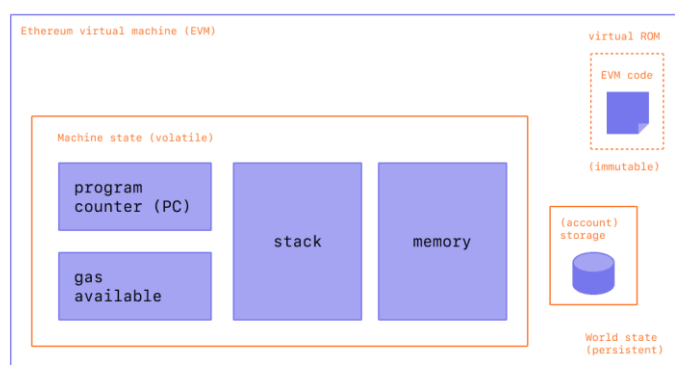 Ethereum virtual machine (EVM)
virtual ROM
EVM code
(immutable)
Machine state (volatile)
program
counter (PC)
gas
available
stack
memory
(account)
storage
World state
(persistent)